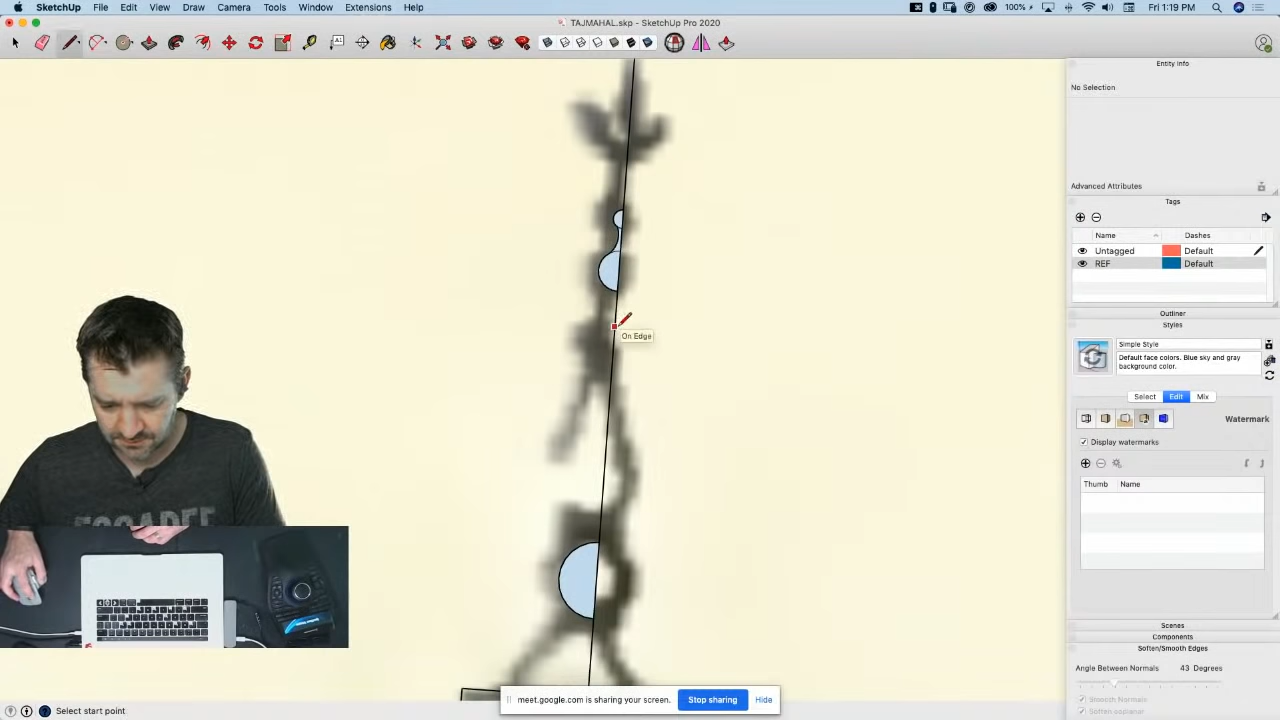 SketchUp File Edit View Draw Camera Tools Window Extensions Help 100% Fri 1:19 PM
TAJMAHAL.skp - SketchUp Pro 2020
Entity Info
No Selection
Advanced Attributes
Tags
Name Dashes
Untagged Default
REF Default
Outliner
Styles
Simple Style
Default face colors. Blue sky and gray
background color.
Select Edit Mix
Watermark
Display watermarks
Thumb Name
On Edge
Scenes
Components
Soften/Smooth Edges
Angle Between Normals 43 Degrees
Smooth Normals
Soften coplanar
meet.google.com is sharing your screen. Stop sharing Hide
Select start point